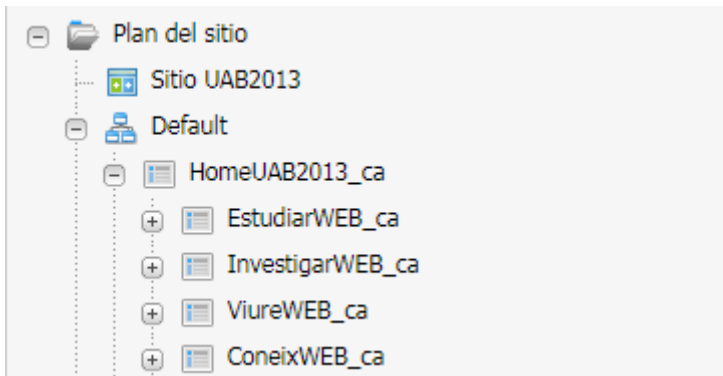 Plan del sitio
Sitio UAB2013
Default
HomeUAB2013_ca
EstudiarWEB_ca
InvestigarWEB_ca
ViureWEB_ca
ConeixWEB_ca